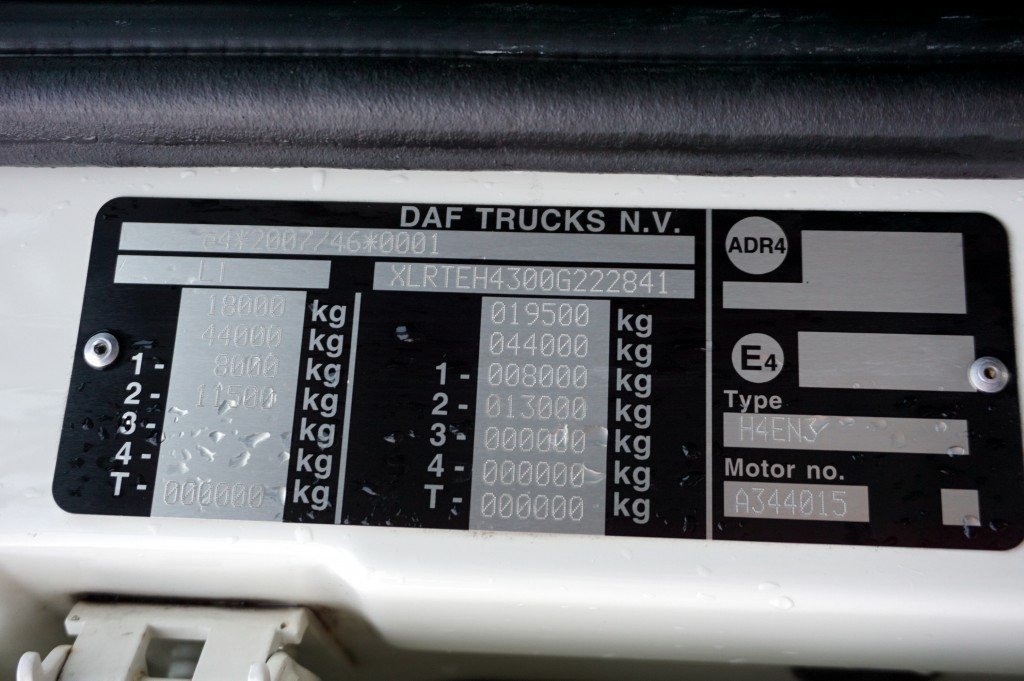 DAF TRUCKS N.V.
e4*2007/46*0001
XLRTEH4300G222841
18000 kg
44000 kg
1- 8000 kg
2- 11500 kg
3- kg
4- kg
T- 000000 kg
019500 kg
044000 kg
1- 008000 kg
2- 013000 kg
3- 000000 kg
4- 000000 kg
T- 000000 kg
ADR4
E4
Type
H4EN3
Motor no.
A344015